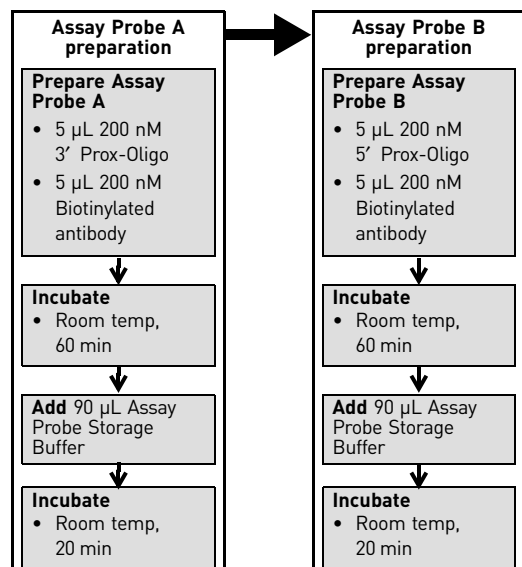 Assay Probe A
preparation
Prepare Assay
Probe A
• 5 µL 200 nM
3′ Prox-Oligo
• 5 µL 200 nM
Biotinylated
antibody
Incubate
• Room temp,
60 min
Add 90 µL Assay
Probe Storage
Buffer
Incubate
• Room temp,
20 min
Assay Probe B
preparation
Prepare Assay
Probe B
• 5 µL 200 nM
5′ Prox-Oligo
• 5 µL 200 nM
Biotinylated
antibody
Incubate
• Room temp,
60 min
Add 90 µL Assay
Probe Storage
Buffer
Incubate
• Room temp,
20 min